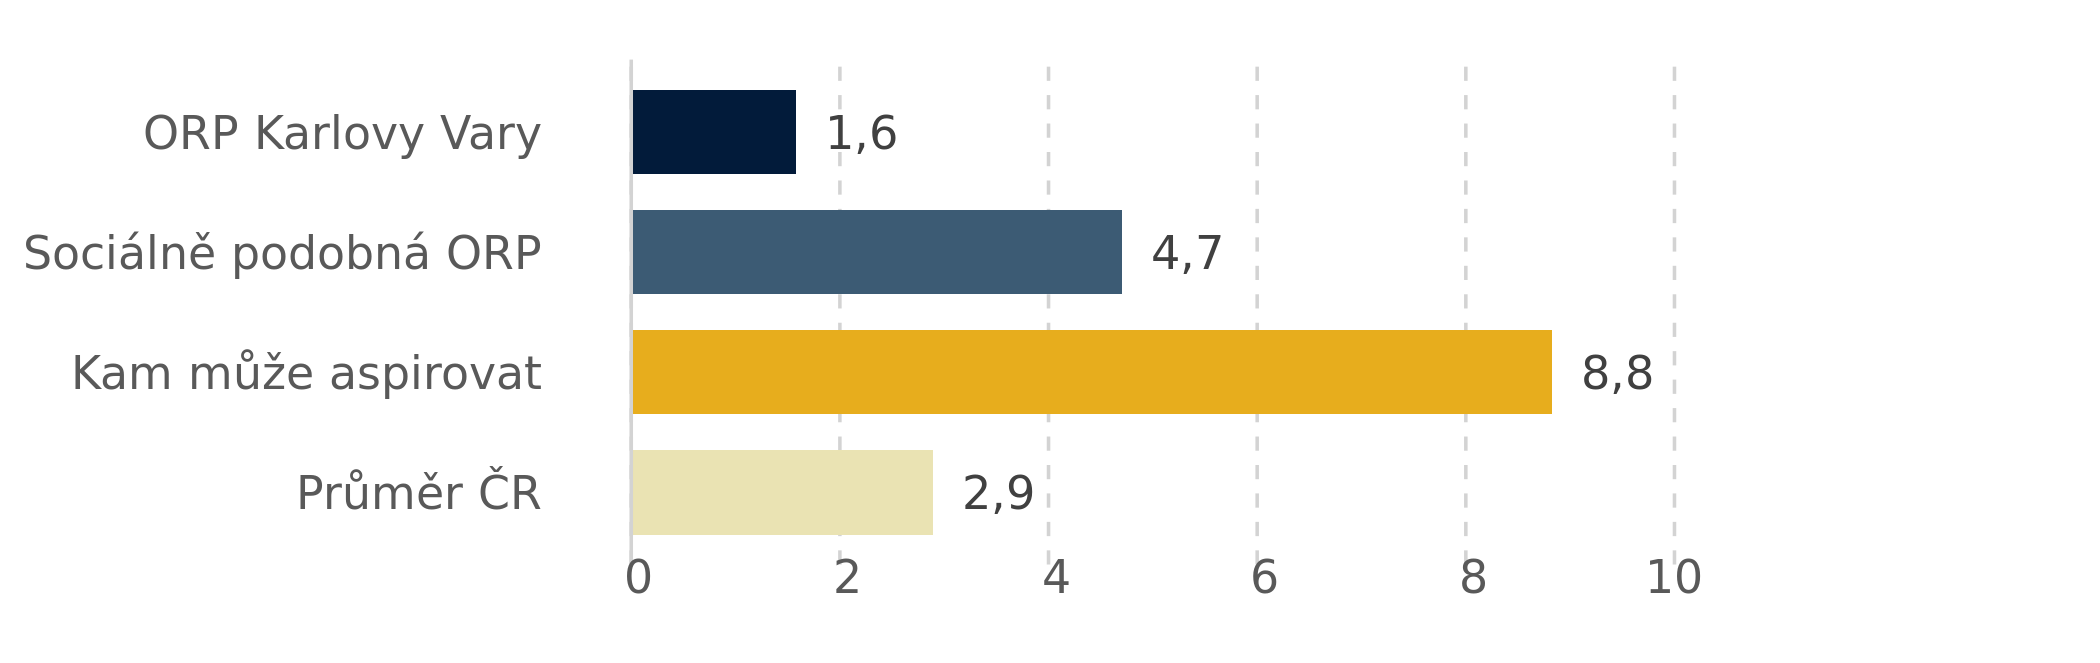 ORP Karlovy Vary 1,6
Sociálně podobná ORP 4,7
Kam může aspirovat 8,8
Průměr ČR 2,9
0 2 4 6 8 10